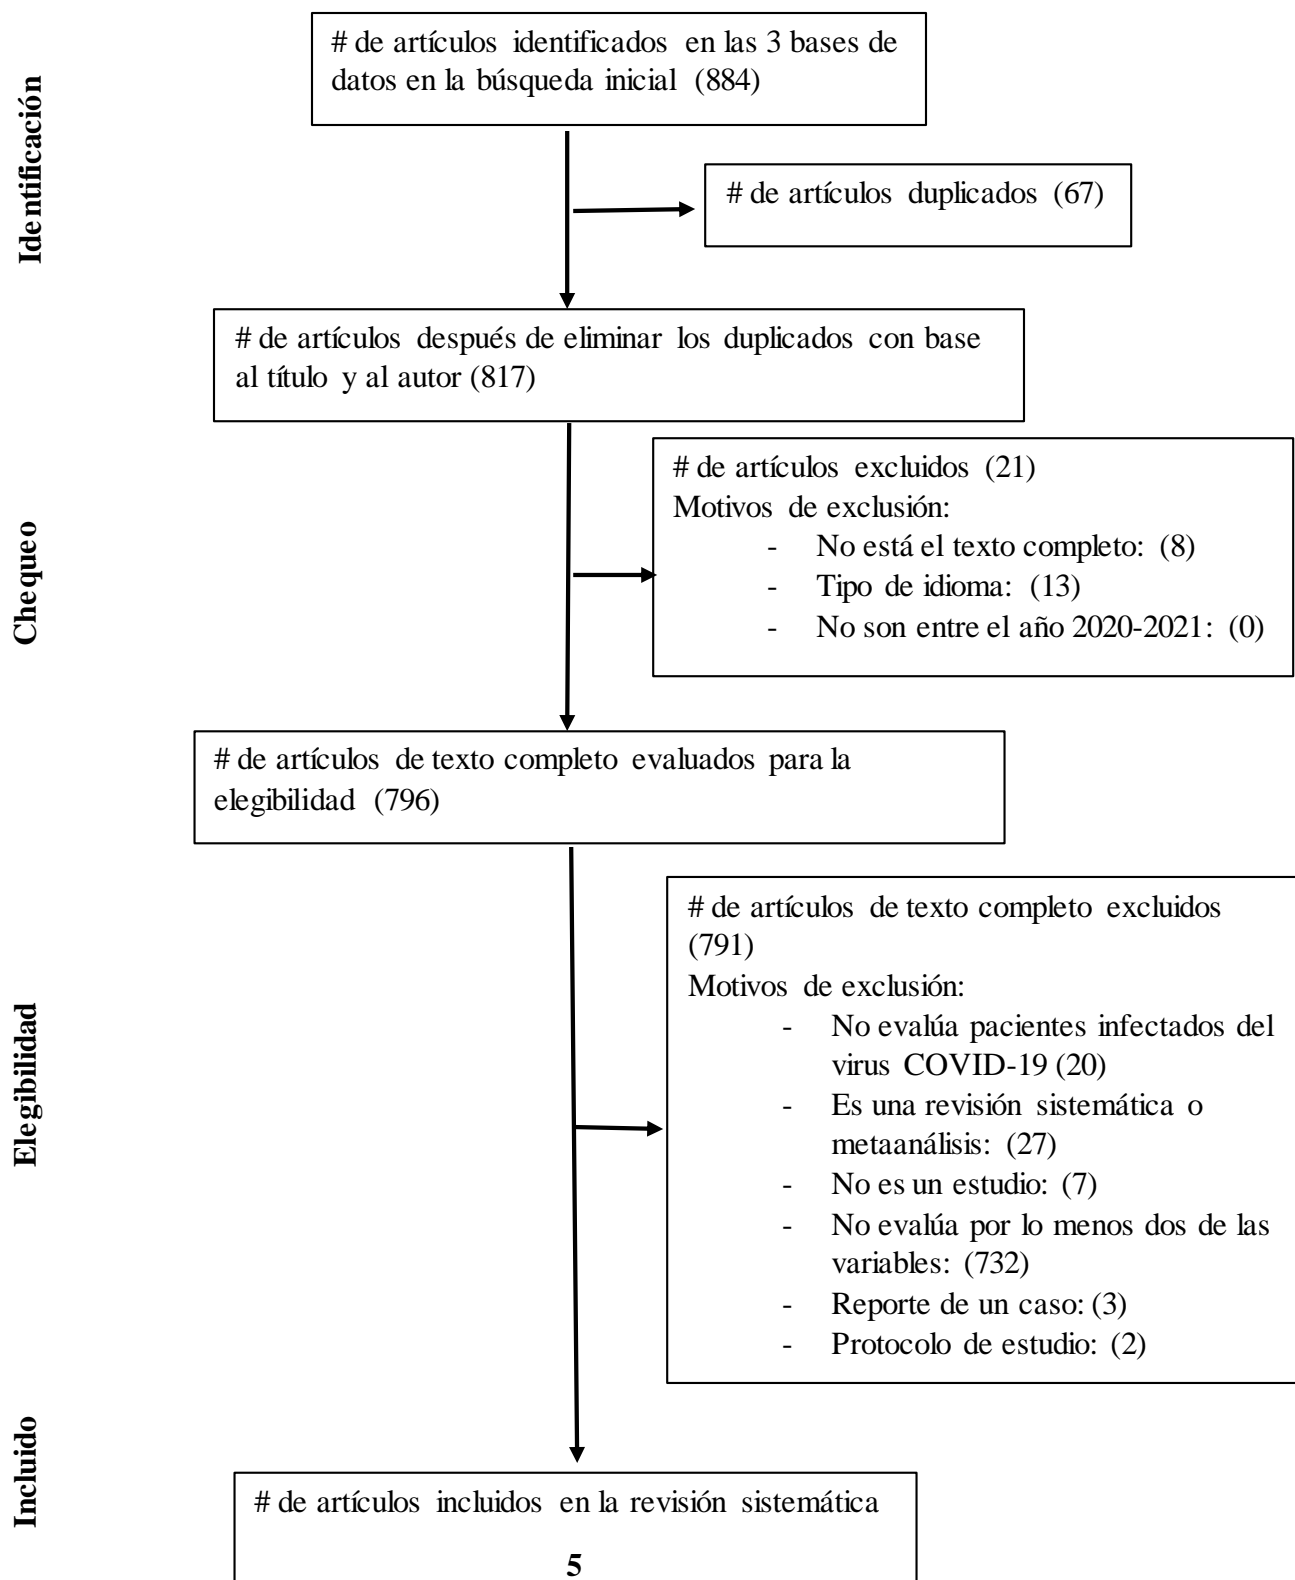 Identificación
# de artículos identificados en las 3 bases de
datos en la búsqueda inicial (884)
# de artículos duplicados (67)
# de artículos después de eliminar los duplicados con base
al título y al autor (817)
Chequeo
# de artículos excluidos (21)
Motivos de exclusión:
- No está el texto completo: (8)
- Tipo de idioma: (13)
- No son entre el año 2020-2021: (0)
# de artículos de texto completo evaluados para la
elegibilidad (796)
Elegibilidad
# de artículos de texto completo excluidos
(791)
Motivos de exclusión:
- No evalúa pacientes infectados del
virus COVID-19 (20)
- Es una revisión sistemática o
metaanálisis: (27)
- No es un estudio: (7)
- No evalúa por lo menos dos de las
variables: (732)
- Reporte de un caso: (3)
- Protocolo de estudio: (2)
Incluido
# de artículos incluidos en la revisión sistemática
5